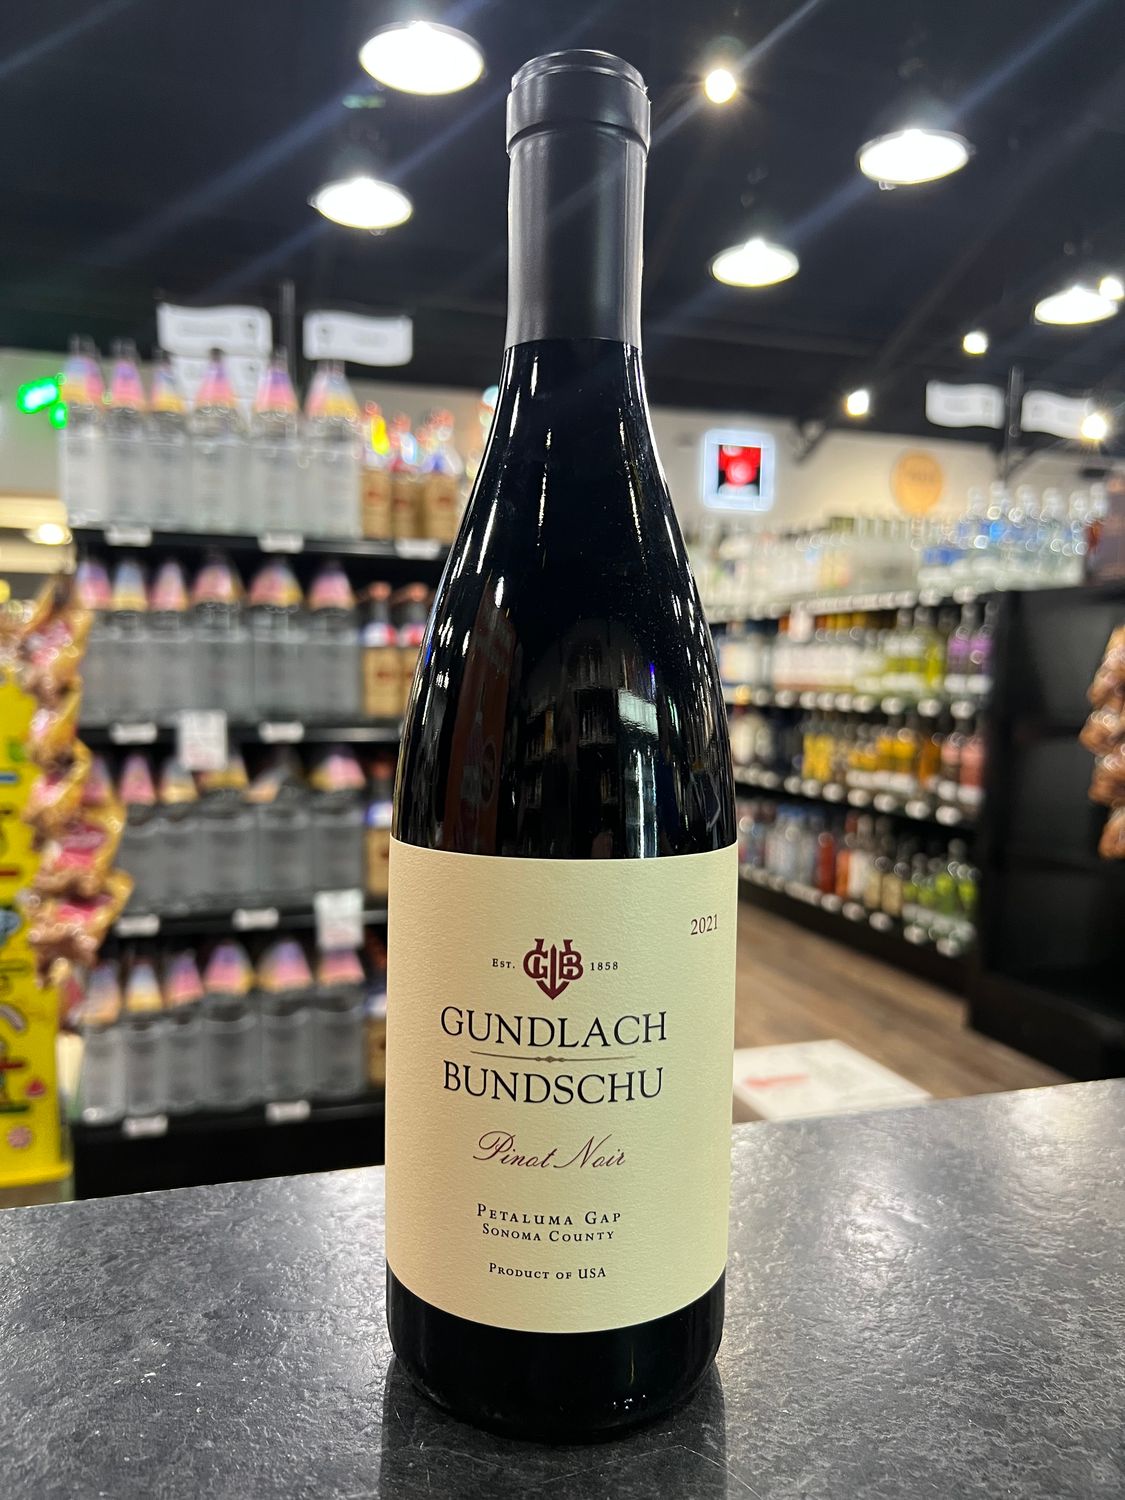 2021
EST. GB 1858
GUNDLACH
BUNDSCHU
Pinot Noir
PETALUMA GAP
SONOMA COUNTY
PRODUCT OF USA